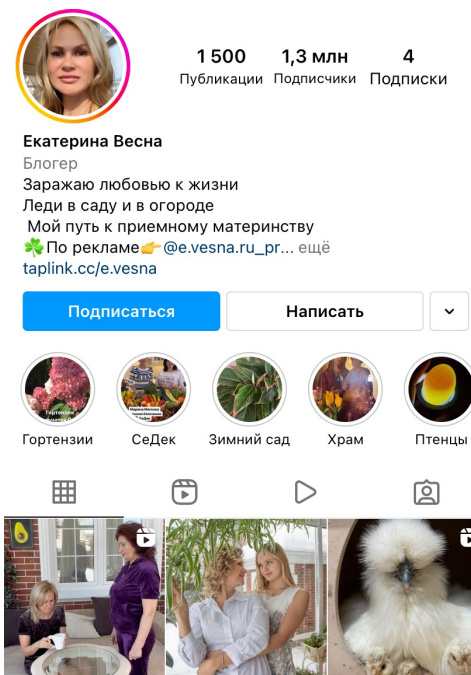 1 500
1,3 млн
4
Публикации
Подписчики
Подписки
Екатерина Весна
Блогер
Заражаю любовью к жизни
Леди в саду и в огороде
Мой путь к приемному материнству
☘️По рекламе👉@e.vesna.ru_pr... ещё
taplink.cc/e.vesna
Подписаться
Написать
Гортензии
Гортензии
СеДек
Зимний сад
Храм
Птенцы